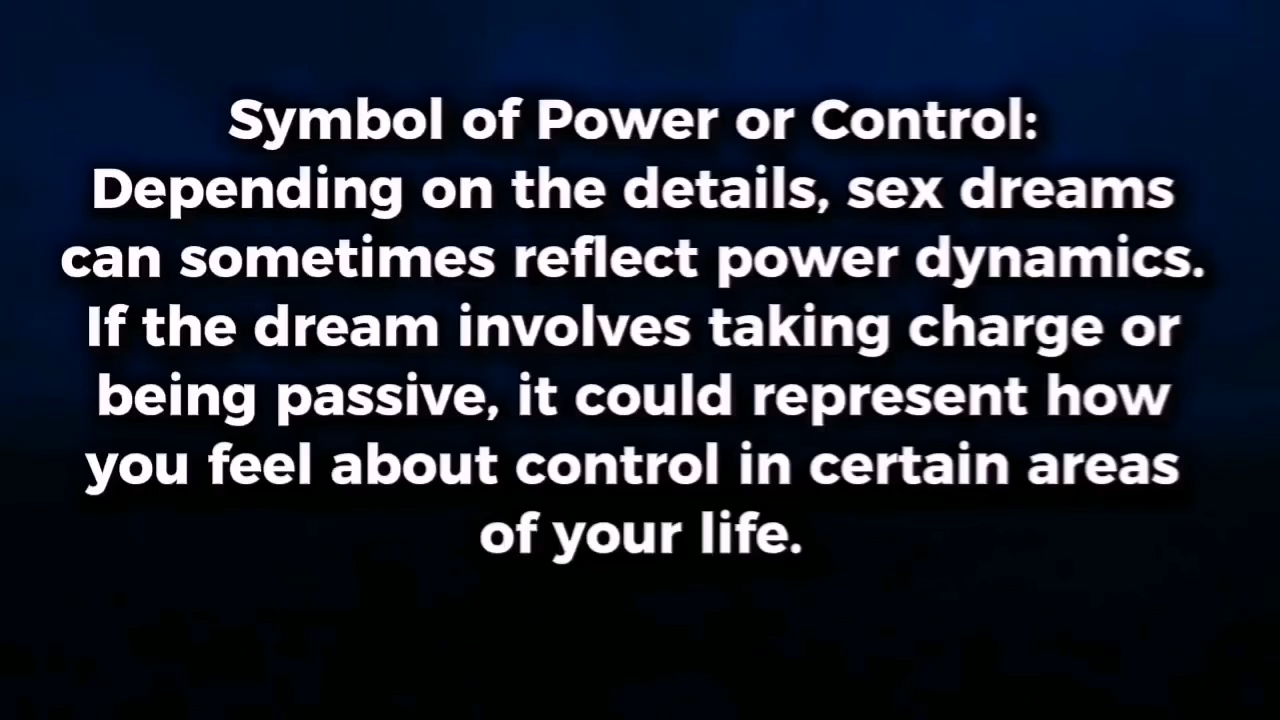 Symbol of Power or Control:
Depending on the details, sex dreams
can sometimes reflect power dynamics.
If the dream involves taking charge or
being passive, it could represent how
you feel about control in certain areas
of your life.